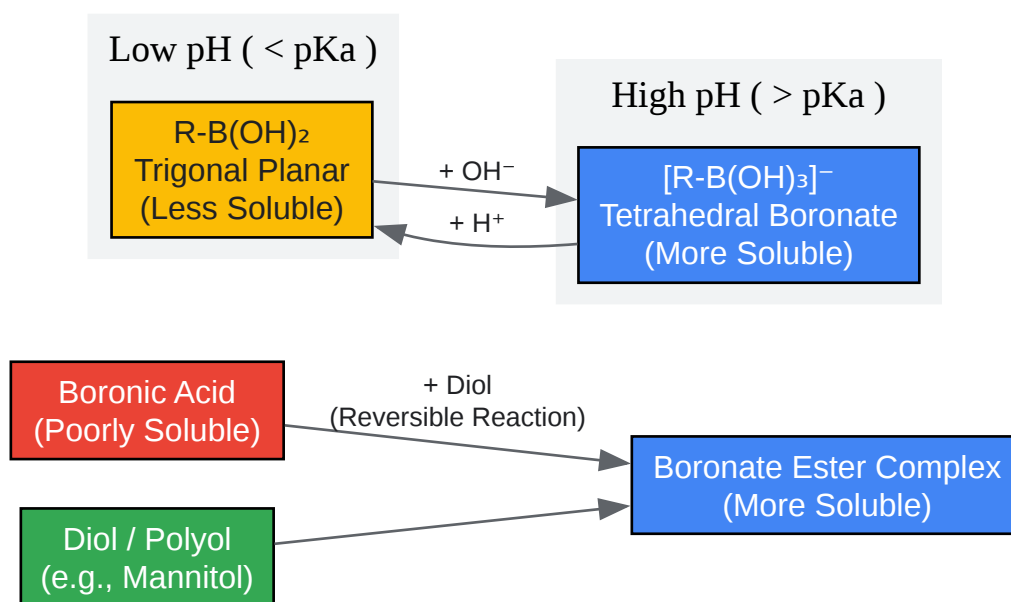 Low pH ( < pKa )
R-B(OH)₂
Trigonal Planar
(Less Soluble)
+ OH⁻
+ H⁺
High pH ( > pKa )
[R-B(OH)₃]⁻
Tetrahedral Boronate
(More Soluble)
Boronic Acid
(Poorly Soluble)
+ Diol
(Reversible Reaction)
Diol / Polyol
(e.g., Mannitol)
Boronate Ester Complex
(More Soluble)